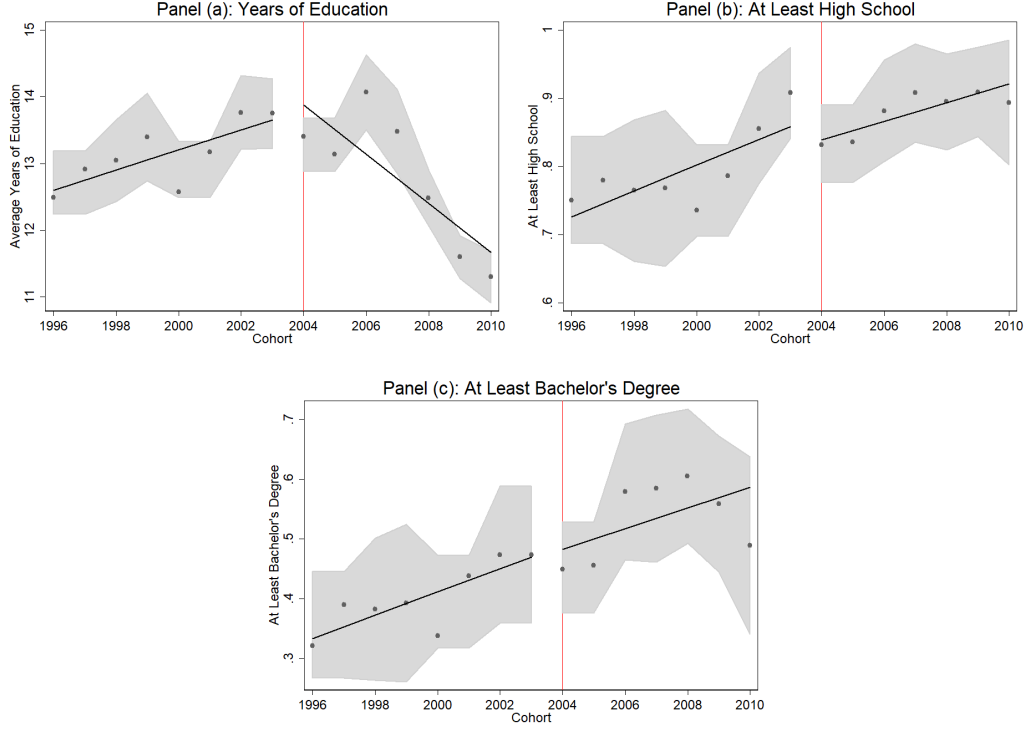 Panel (a): Years of Education
Average Years of Education
15
14
13
12
11
1996 1998 2000 2002 2004 2006 2008 2010
Cohort
Panel (b): At Least High School
At Least High School
1
.9
.8
.7
.6
1996 1998 2000 2002 2004 2006 2008 2010
Cohort
Panel (c): At Least Bachelor's Degree
At Least Bachelor's Degree
.7
.6
.5
.4
.3
1996 1998 2000 2002 2004 2006 2008 2010
Cohort